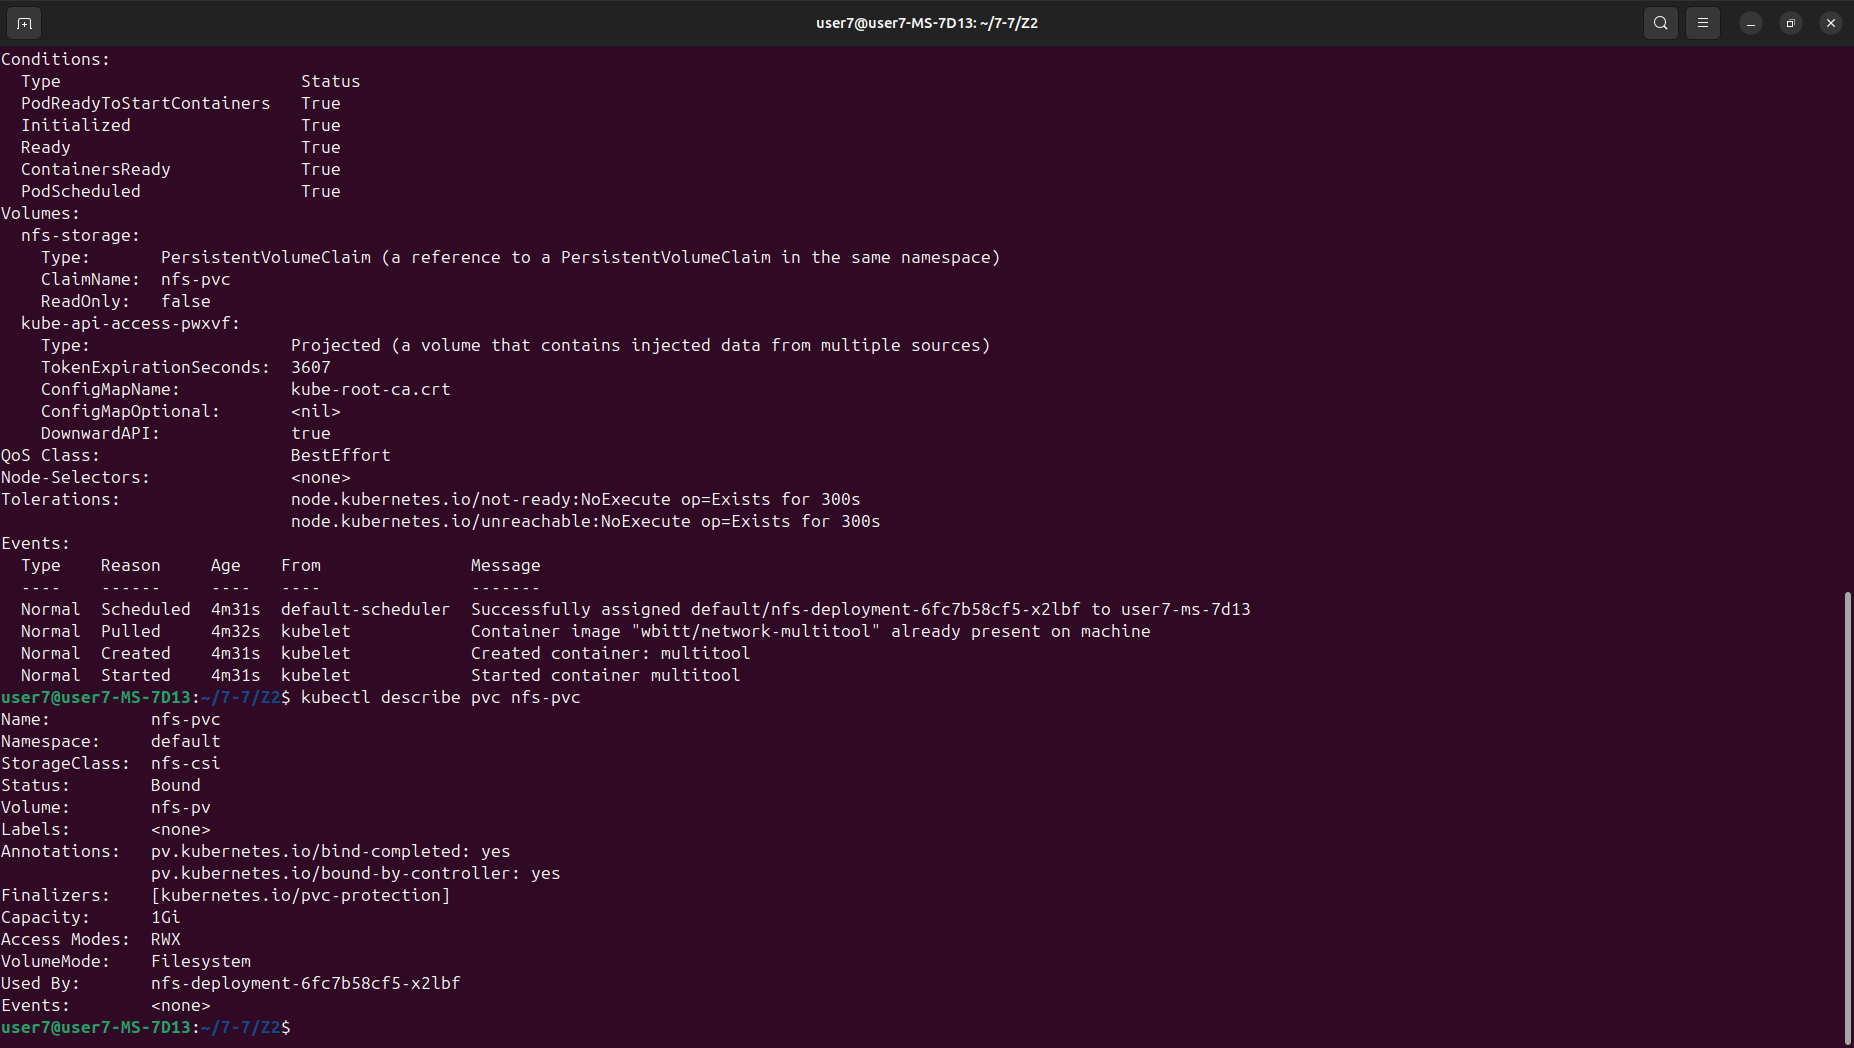 user7@user7-MS-7D13: ~/7-7/Z2
Conditions:
  Type                        Status
  PodReadyToStartContainers   True
  Initialized                 True
  Ready                       True
  ContainersReady             True
  PodScheduled                True
Volumes:
  nfs-storage:
    Type:       PersistentVolumeClaim (a reference to a PersistentVolumeClaim in the same namespace)
    ClaimName:  nfs-pvc
    ReadOnly:   false
  kube-api-access-pwxvf:
    Type:                    Projected (a volume that contains injected data from multiple sources)
    TokenExpirationSeconds:  3607
    ConfigMapName:           kube-root-ca.crt
    ConfigMapOptional:       <nil>
    DownwardAPI:             true
QoS Class:                   BestEffort
Node-Selectors:              <none>
Tolerations:                 node.kubernetes.io/not-ready:NoExecute op=Exists for 300s
                             node.kubernetes.io/unreachable:NoExecute op=Exists for 300s
Events:
  Type    Reason     Age    From               Message
  ----    ------     ----   ----               -------
  Normal  Scheduled  4m31s  default-scheduler  Successfully assigned default/nfs-deployment-6fc7b58cf5-x2lbf to user7-ms-7d13
  Normal  Pulled     4m32s  kubelet            Container image "wbitt/network-multitool" already present on machine
  Normal  Created    4m31s  kubelet            Created container: multitool
  Normal  Started    4m31s  kubelet            Started container multitool
user7@user7-MS-7D13:~/7-7/Z2$ kubectl describe pvc nfs-pvc
Name:          nfs-pvc
Namespace:     default
StorageClass:  nfs-csi
Status:        Bound
Volume:        nfs-pv
Labels:        <none>
Annotations:   pv.kubernetes.io/bind-completed: yes
               pv.kubernetes.io/bound-by-controller: yes
Finalizers:    [kubernetes.io/pvc-protection]
Capacity:      1Gi
Access Modes:  RWX
VolumeMode:    Filesystem
Used By:       nfs-deployment-6fc7b58cf5-x2lbf
Events:        <none>
user7@user7-MS-7D13:~/7-7/Z2$